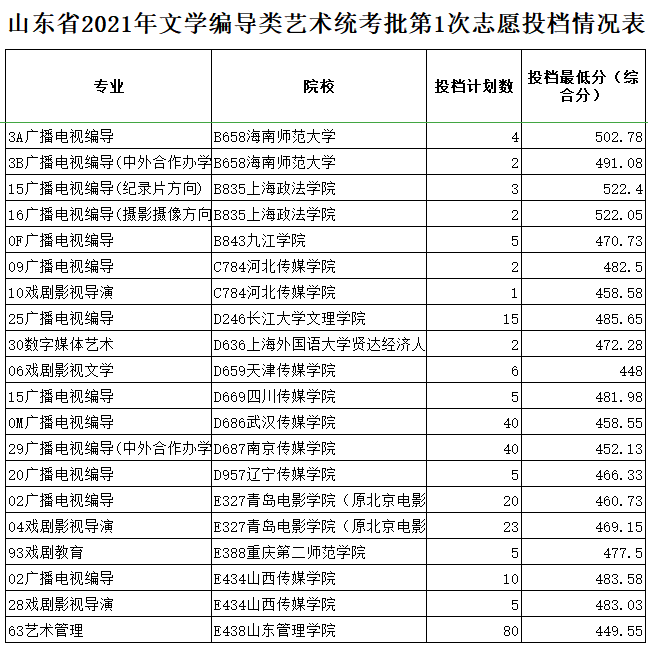 山东省2021年文学编导类艺术统考批第1次志愿投档情况表
专业 院校 投档计划数 投档最低分（综合分）
3A广播电视编导 B658海南师范大学 4 502.78
3B广播电视编导(中外合作办学 B658海南师范大学 2 491.08
15广播电视编导(纪录片方向) B835上海政法学院 3 522.4
16广播电视编导(摄影摄像方向 B835上海政法学院 2 522.05
0F广播电视编导 B843九江学院 5 470.73
09广播电视编导 C784河北传媒学院 2 482.5
10戏剧影视导演 C784河北传媒学院 1 458.58
25广播电视编导 D246长江大学文理学院 15 485.65
30数字媒体艺术 D636上海外国语大学贤达经济人 2 472.28
06戏剧影视文学 D659天津传媒学院 6 448
15广播电视编导 D669四川传媒学院 5 481.98
0M广播电视编导 D686武汉传媒学院 40 458.55
29广播电视编导(中外合作办学 D687南京传媒学院 40 452.13
20广播电视编导 D957辽宁传媒学院 5 466.33
02广播电视编导 E327青岛电影学院（原北京电影 20 460.73
04戏剧影视导演 E327青岛电影学院（原北京电影 23 469.15
93戏剧教育 E388重庆第二师范学院 5 477.5
02广播电视编导 E434山西传媒学院 10 483.58
28戏剧影视导演 E434山西传媒学院 5 483.03
63艺术管理 E438山东管理学院 80 449.55